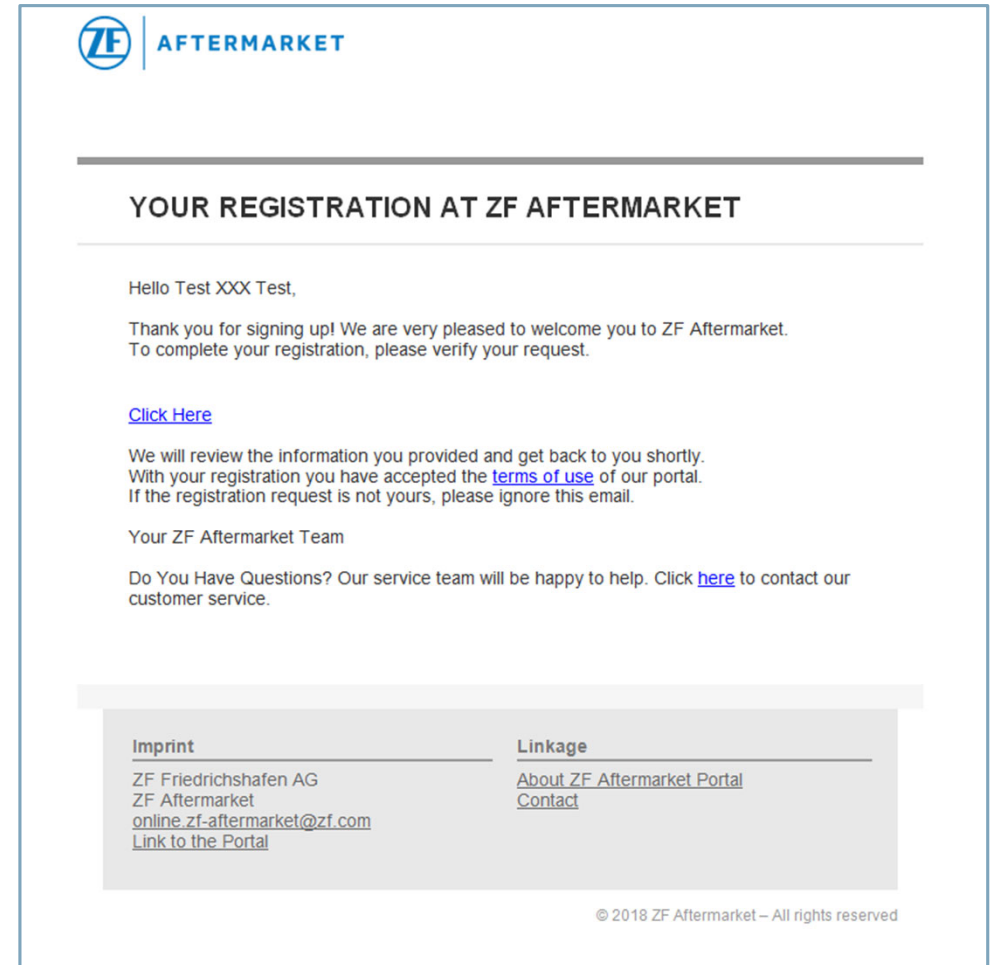 ZF AFTERMARKET
YOUR REGISTRATION AT ZF AFTERMARKET
Hello Test XXX Test,
Thank you for signing up! We are very pleased to welcome you to ZF Aftermarket.
To complete your registration, please verify your request.
Click Here
We will review the information you provided and get back to you shortly.
With your registration you have accepted the terms of use of our portal.
If the registration request is not yours, please ignore this email.
Your ZF Aftermarket Team
Do You Have Questions? Our service team will be happy to help. Click here to contact our
customer service.
Imprint
ZF Friedrichshafen AG
ZF Aftermarket
online.zf-aftermarket@zf.com
Link to the Portal
Linkage
About ZF Aftermarket Portal
Contact
© 2018 ZF Aftermarket – All rights reserved